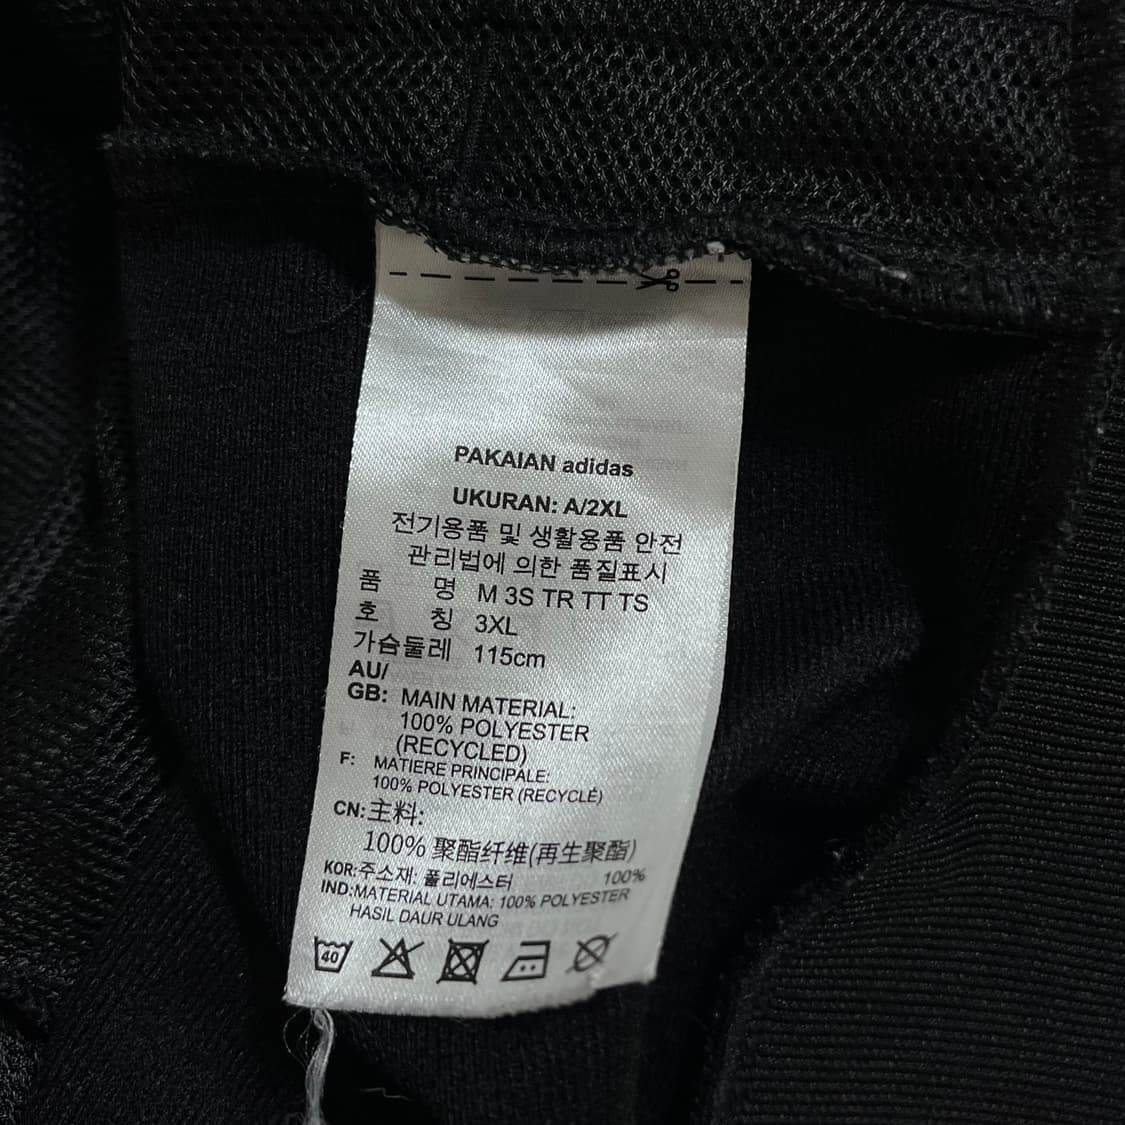 PAKAIAN adidas
UKURAN: A/2XL
전기용품 및 생활용품 안전
관리법에 의한 품질표시
품 명 M 3S TR TT TS
호 칭 3XL
가슴둘레 115cm
AU/
GB: MAIN MATERIAL:
100% POLYESTER
(RECYCLED)
F: MATIERE PRINCIPALE:
100% POLYESTER (RECYCLÉ)
CN:主料:
100% 聚酯纤维(再生聚酯)
KOR:주소재: 폴리에스터 100%
IND:MATERIAL UTAMA: 100% POLYESTER
HASIL DAUR ULANG
40